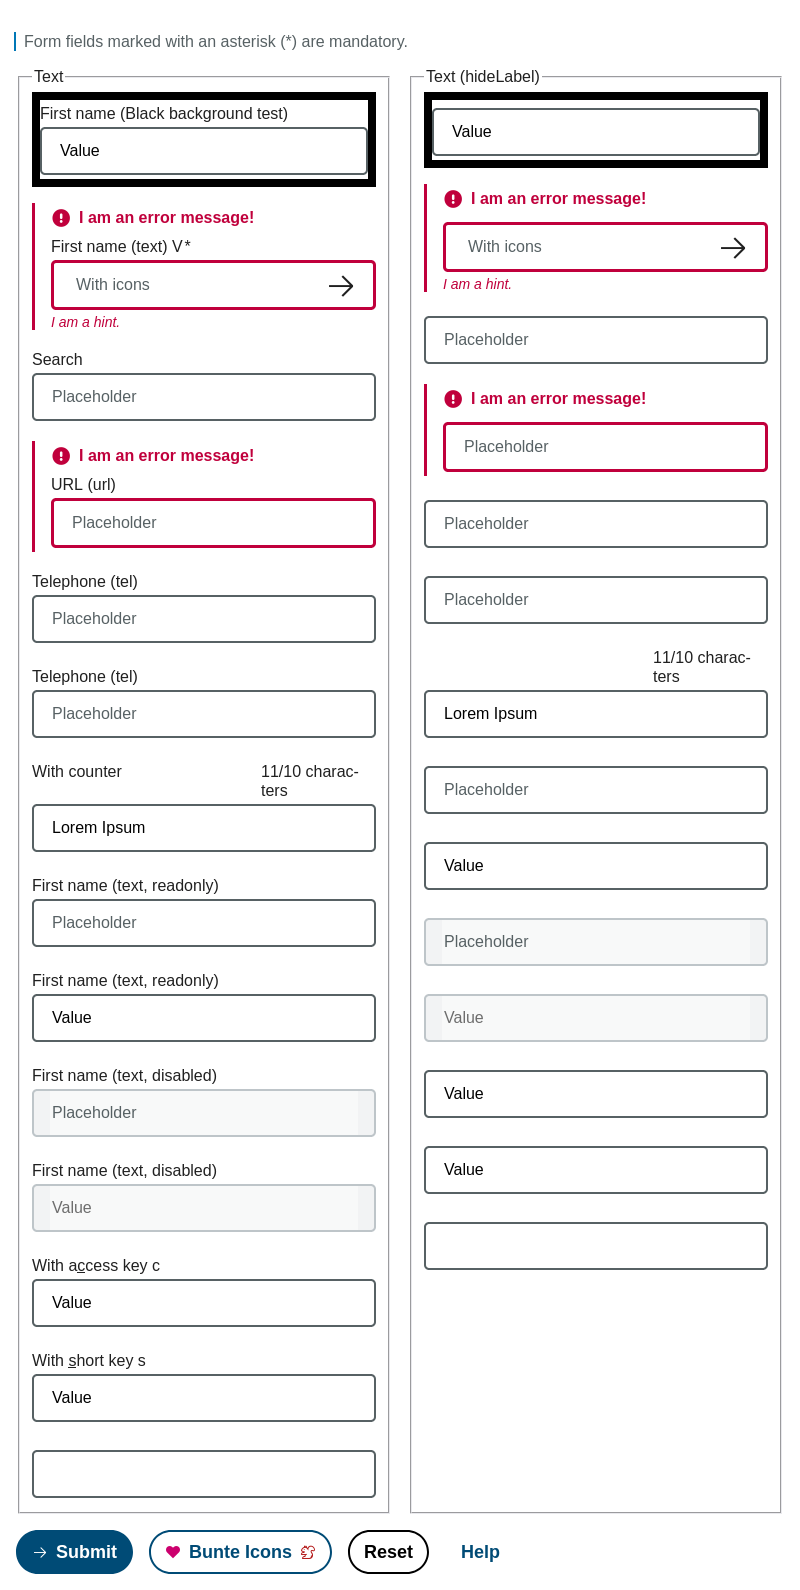 Form fields marked with an asterisk (*) are mandatory.
Text
First name (Black background test)
Value
I am an error message!
First name (text) V*
With icons
I am a hint.
Search
Placeholder
I am an error message!
URL (url)
Placeholder
Telephone (tel)
Placeholder
Telephone (tel)
Placeholder
With counter
11/10 charac-
ters
Lorem Ipsum
First name (text, readonly)
Placeholder
First name (text, readonly)
Value
First name (text, disabled)
Placeholder
First name (text, disabled)
Value
With access key c
Value
With short key s
Value
Text (hideLabel)
Value
I am an error message!
With icons
I am a hint.
Placeholder
I am an error message!
Placeholder
Placeholder
Placeholder
11/10 charac-
ters
Lorem Ipsum
Placeholder
Value
Placeholder
Value
Value
Value
Submit
Bunte Icons
Reset
Help